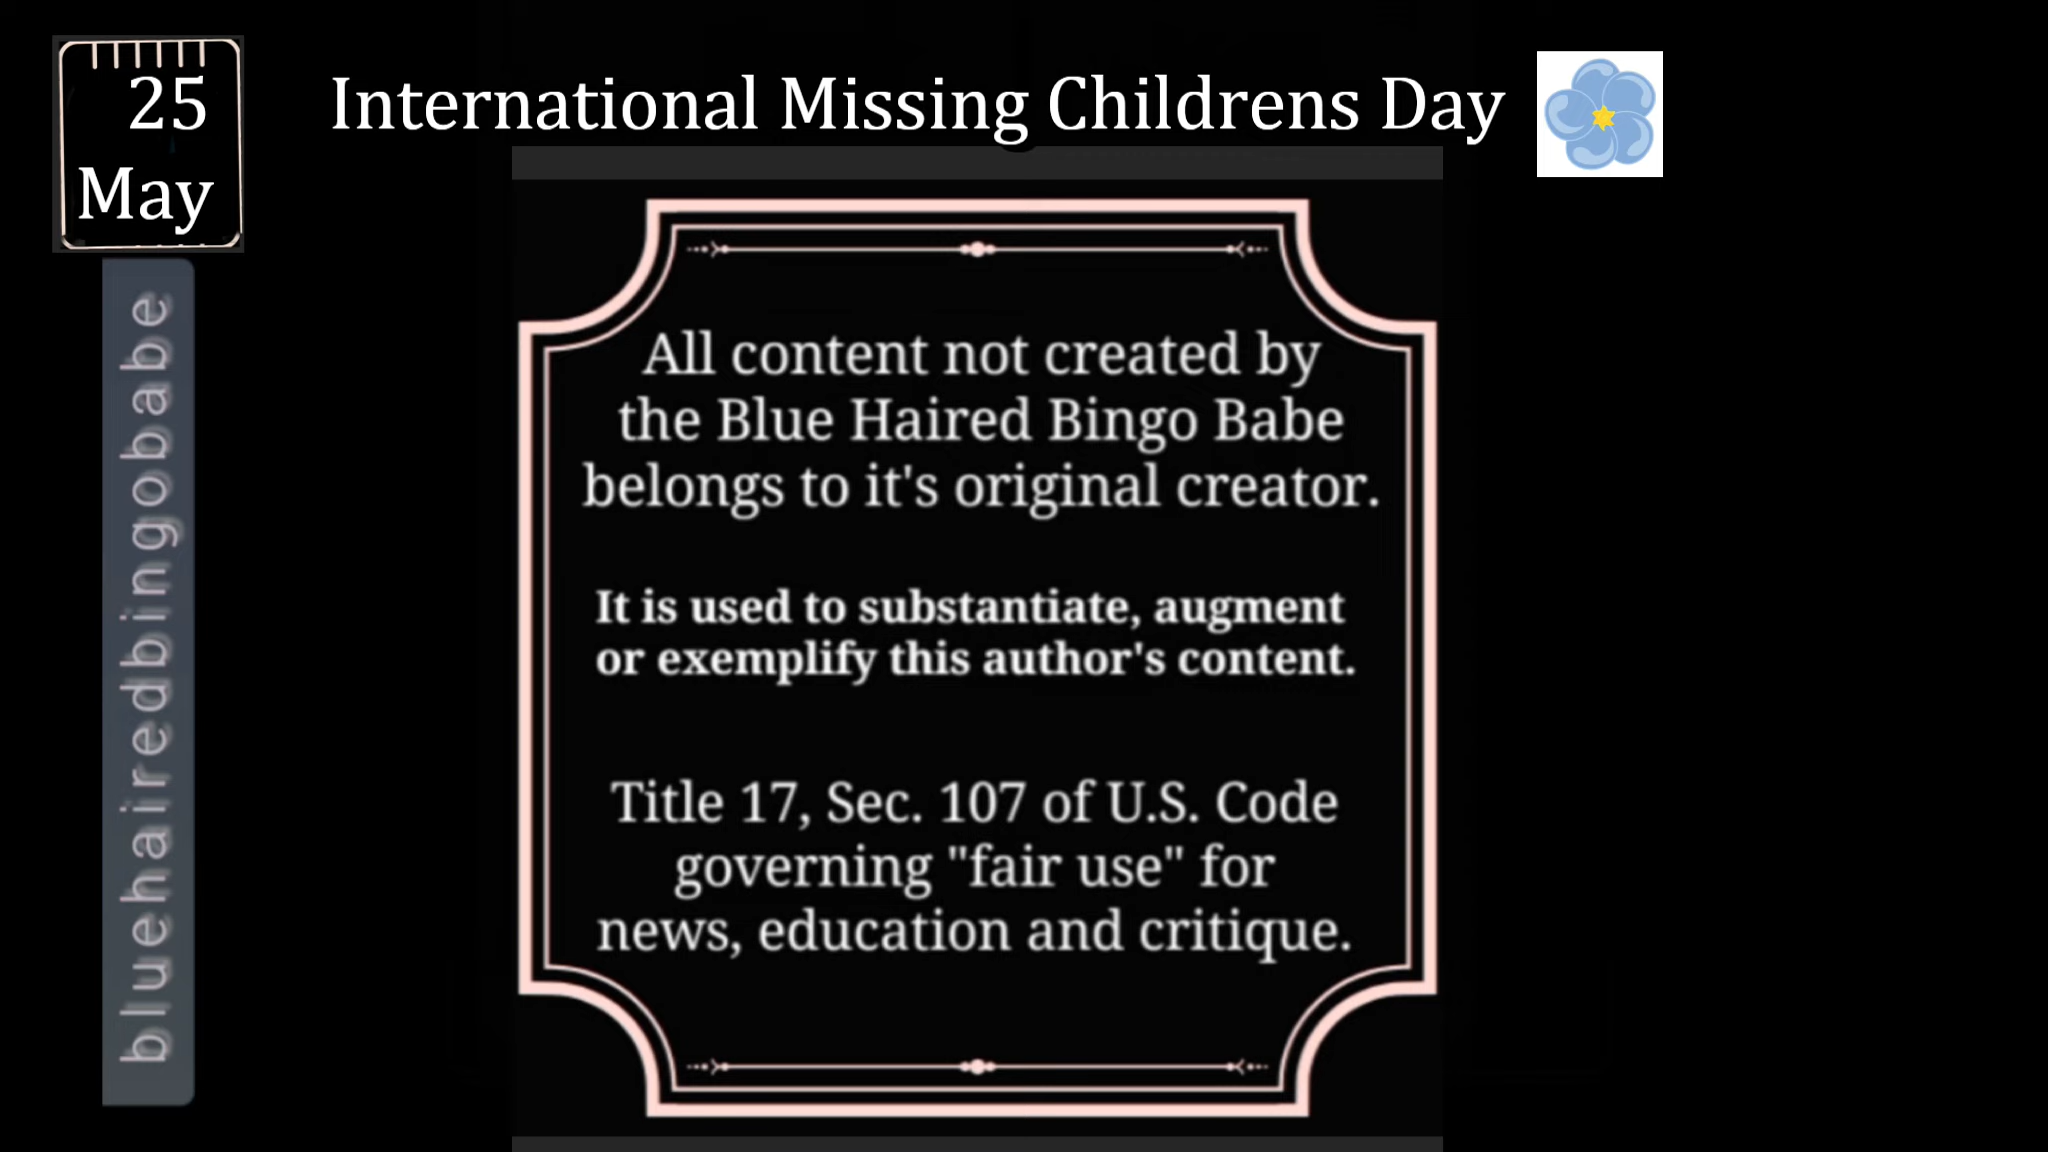 25
May
International Missing Childrens Day
bluehairedbingobabe
All content not created by
the Blue Haired Bingo Babe
belongs to it's original creator.
It is used to substantiate, augment
or exemplify this author's content.
Title 17, Sec. 107 of U.S. Code
governing "fair use" for
news, education and critique.